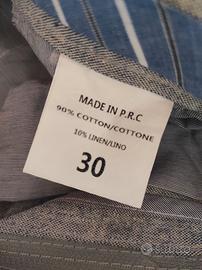 MADE IN P.R.C
90% COTTON/COTTONE
10% LINEN/LINO
30